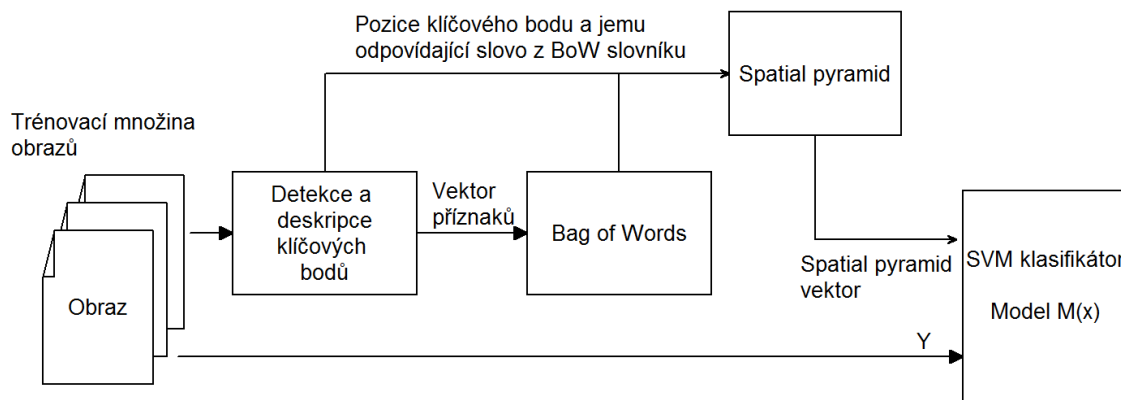 Pozice klíčového bodu a jemu
odpovídající slovo z BoW slovníku
Spatial pyramid
Trénovací množina
obrazů
Detekce a
deskripce
klíčových
bodů
Vektor
příznaků
Bag of Words
Obraz
Spatial pyramid
vektor
SVM klasifikátor
Model M(x)
Y